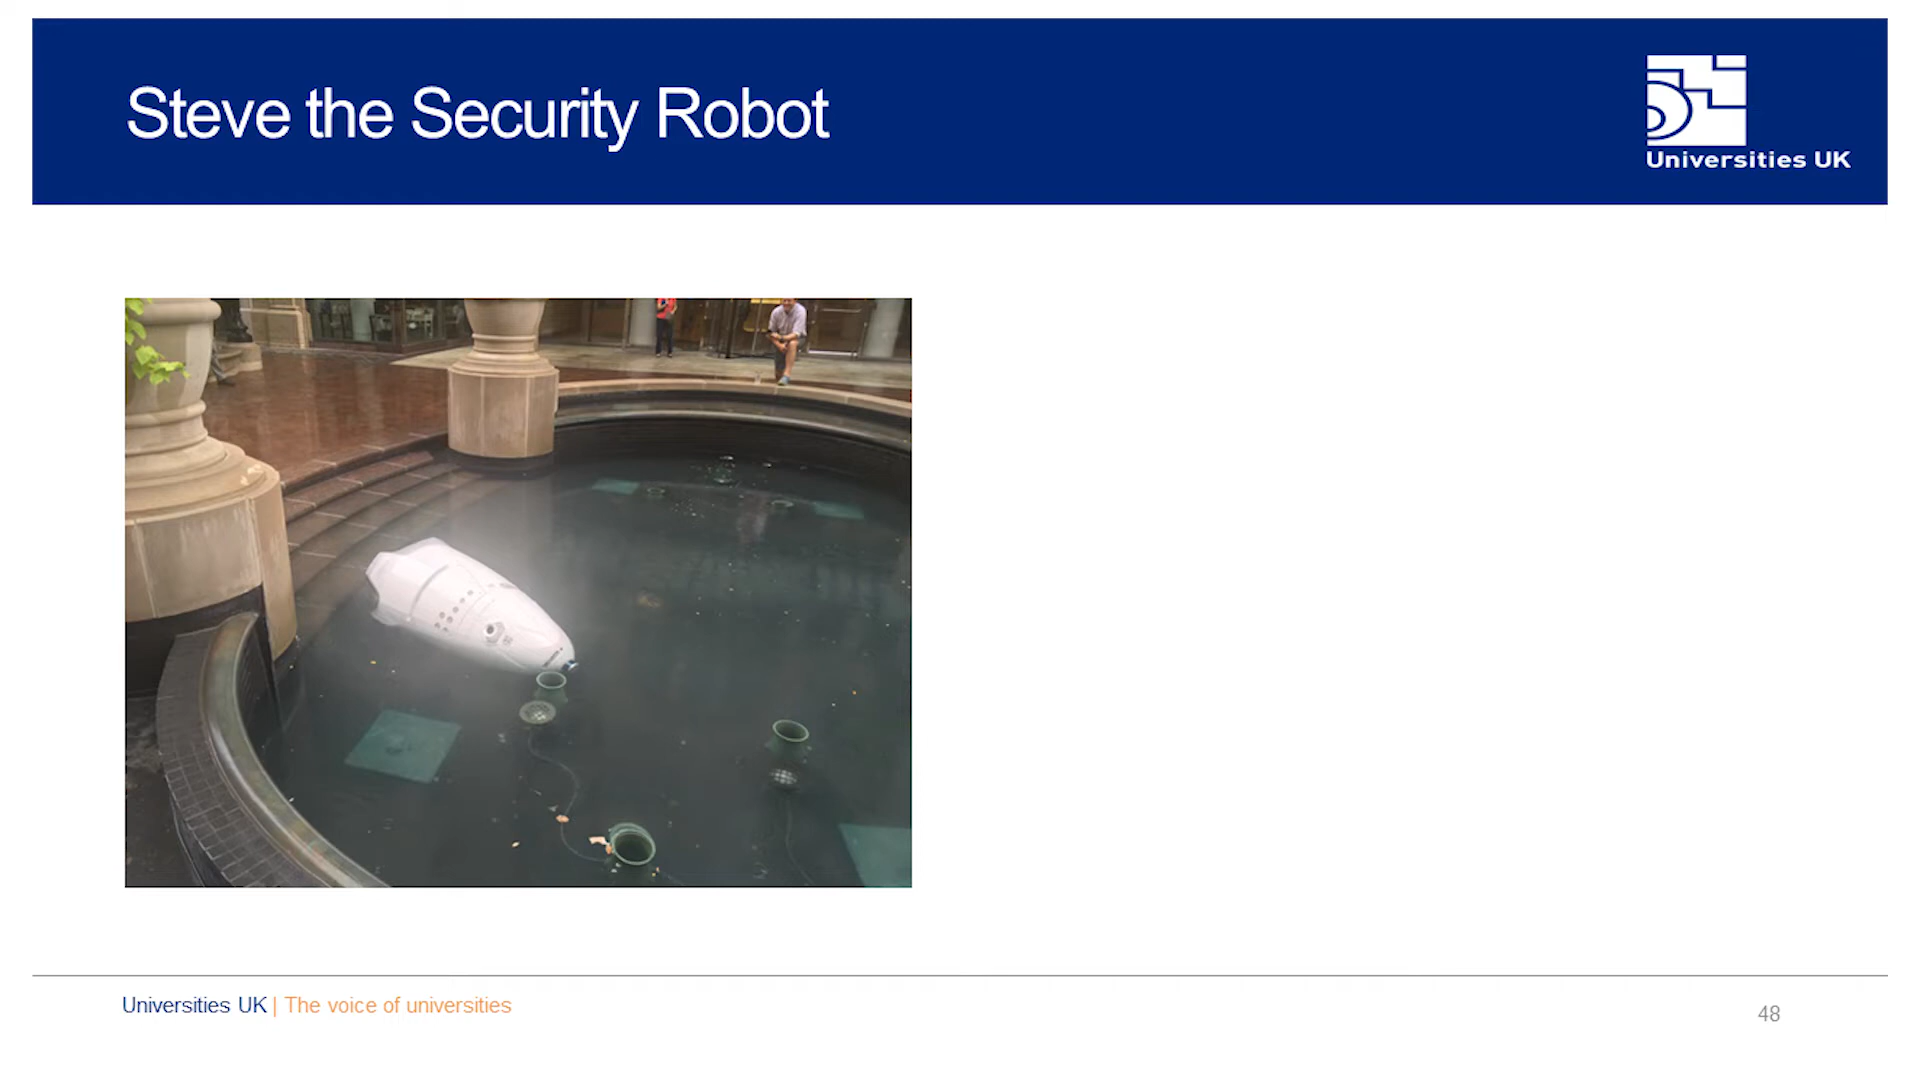 Steve the Security Robot
Universities UK
Universities UK | The voice of universities
48